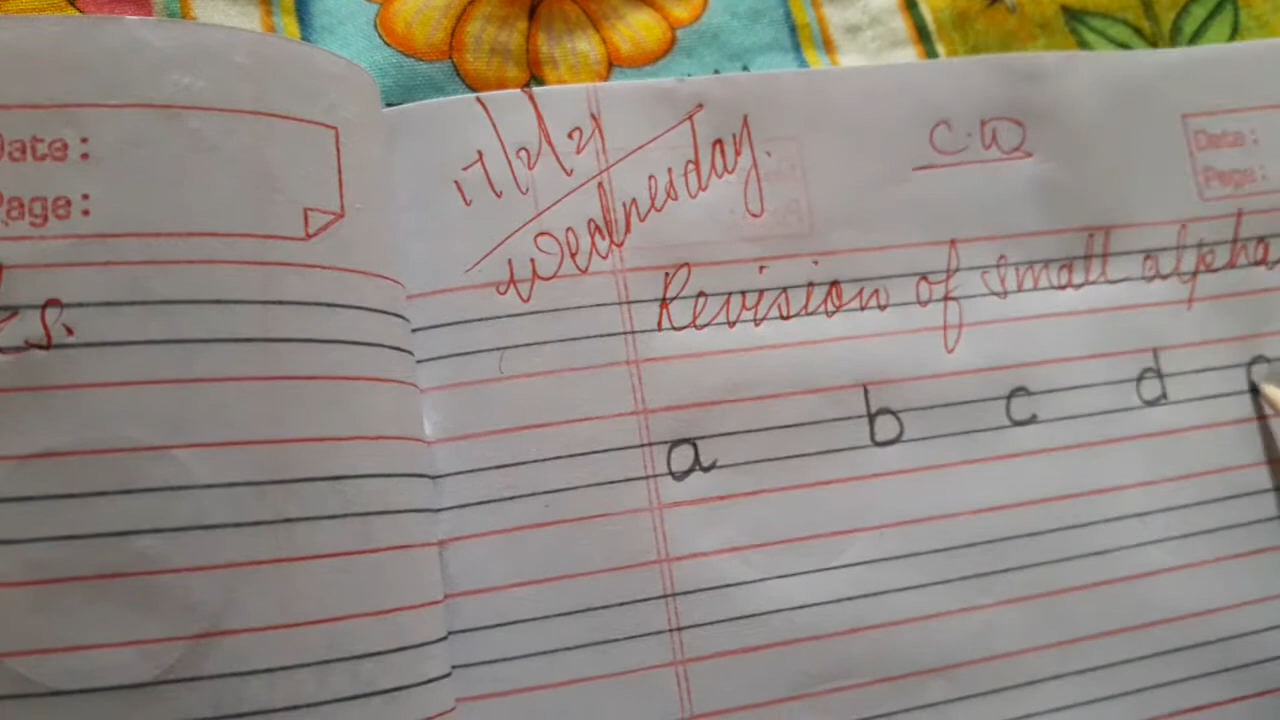 Date:
Page:
s.
17/2/21
Wednesday.
C.W
Date:
Page:
Revision of small alpha
a b c d